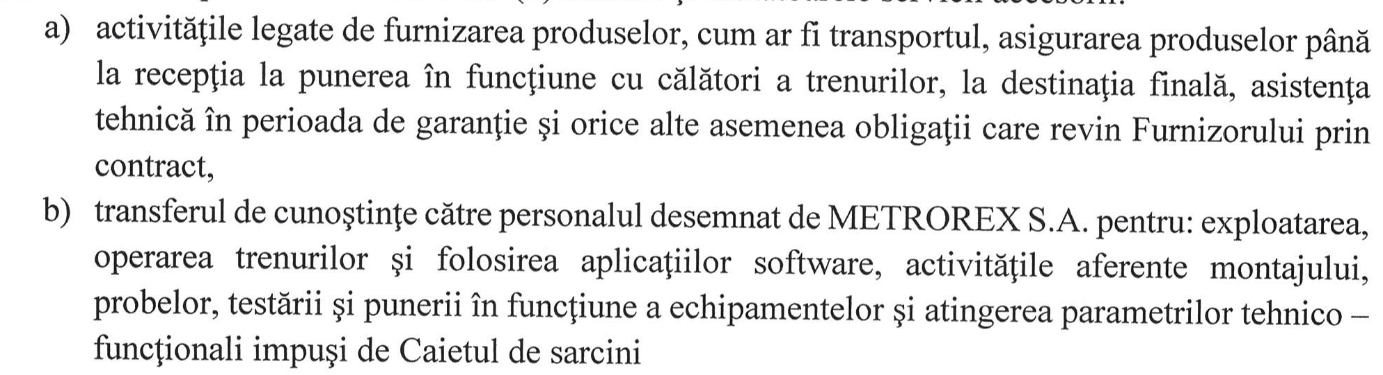 a) activităţile legate de furnizarea produselor, cum ar fi transportul, asigurarea produselor până
la recepţia la punerea în funcţiune cu călători a trenurilor, la destinaţia finală, asistenţa
tehnică în perioada de garanţie şi orice alte asemenea obligaţii care revin Furnizorului prin
contract,
b) transferul de cunoştinţe către personalul desemnat de METROREX S.A. pentru: exploatarea,
operarea trenurilor şi folosirea aplicaţiilor software, activităţile aferente montajului,
probelor, testării şi punerii în funcţiune a echipamentelor şi atingerea parametrilor tehnico –
funcţionali impuşi de Caietul de sarcini